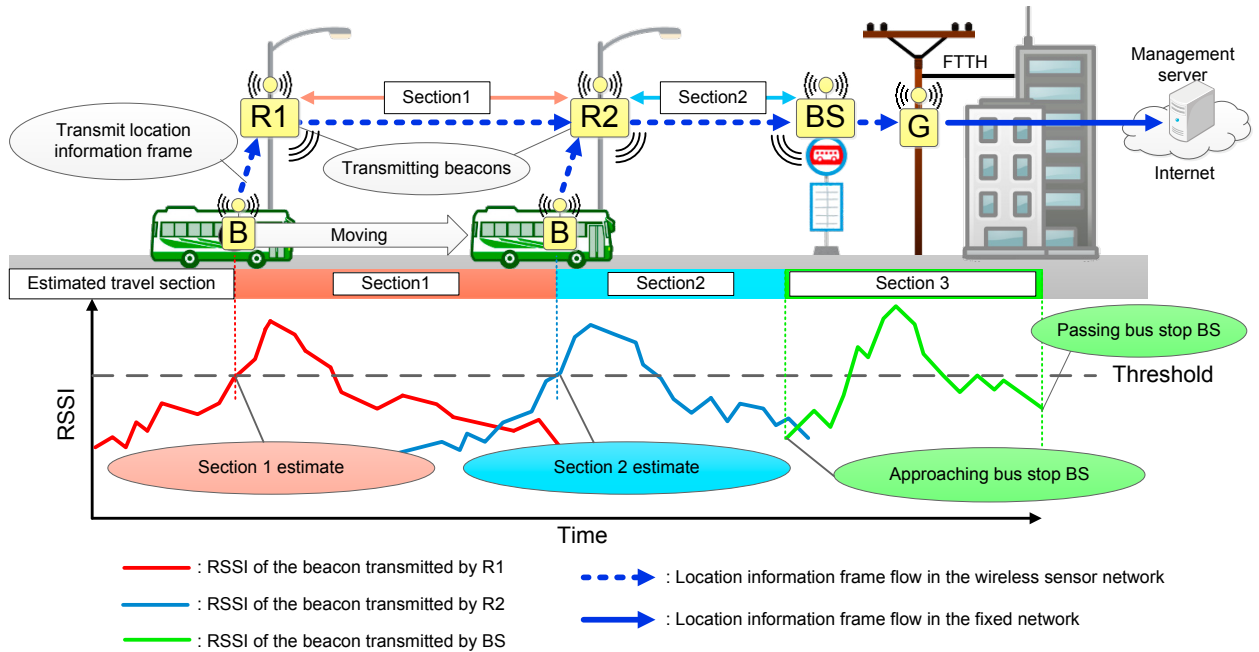 FTTH
Management
server
R1
Section1
R2
Section2
BS
G
Transmit location
information frame
Transmitting beacons
Internet
B
Moving
B
Estimated travel section
Section1
Section2
Section 3
Passing bus stop BS
Threshold
RSSI
Section 1 estimate
Section 2 estimate
Approaching bus stop BS
Time
: RSSI of the beacon transmitted by R1
: RSSI of the beacon transmitted by R2
: RSSI of the beacon transmitted by BS
: Location information frame flow in the wireless sensor network
: Location information frame flow in the fixed network